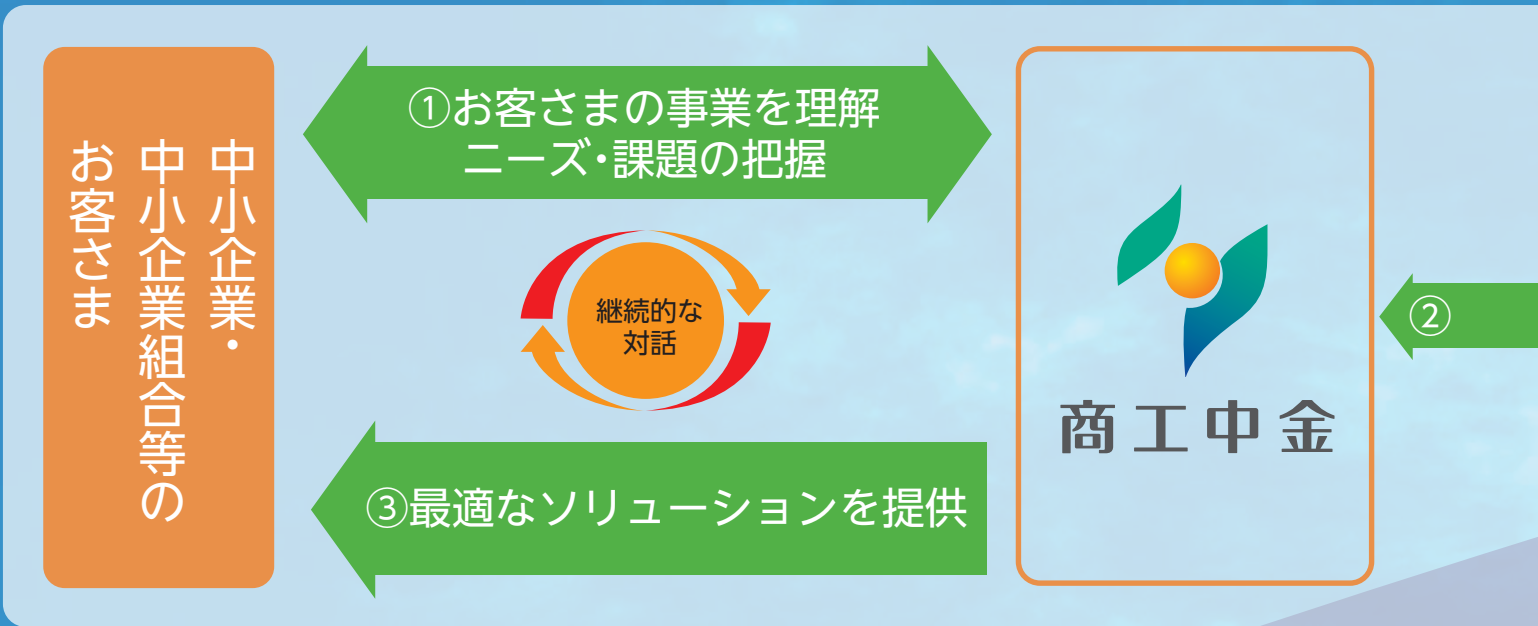 中小企業・
中小企業組合等の
お客さま
①お客さまの事業を理解
ニーズ・課題の把握
継続的な
対話
③最適なソリューションを提供
商工中金
②